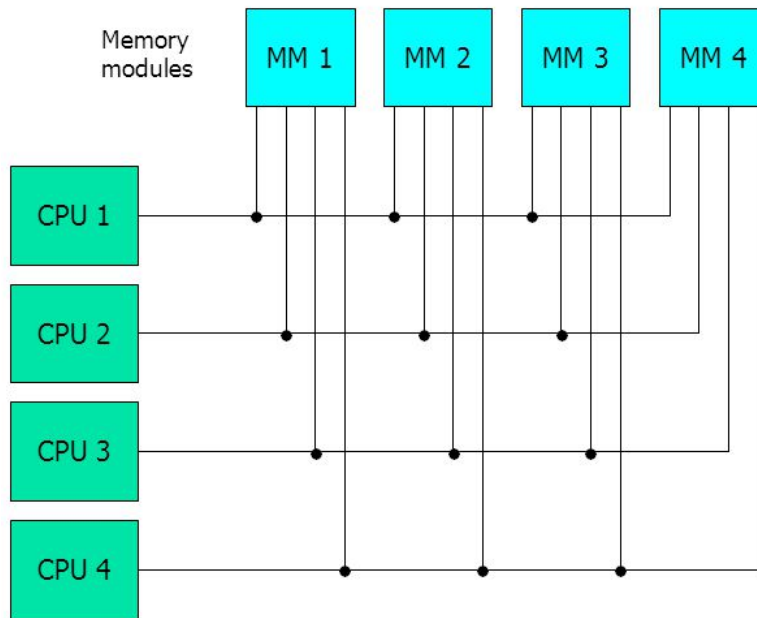 Memory
modules
MM 1
MM 2
MM 3
MM 4
CPU 1
CPU 2
CPU 3
CPU 4